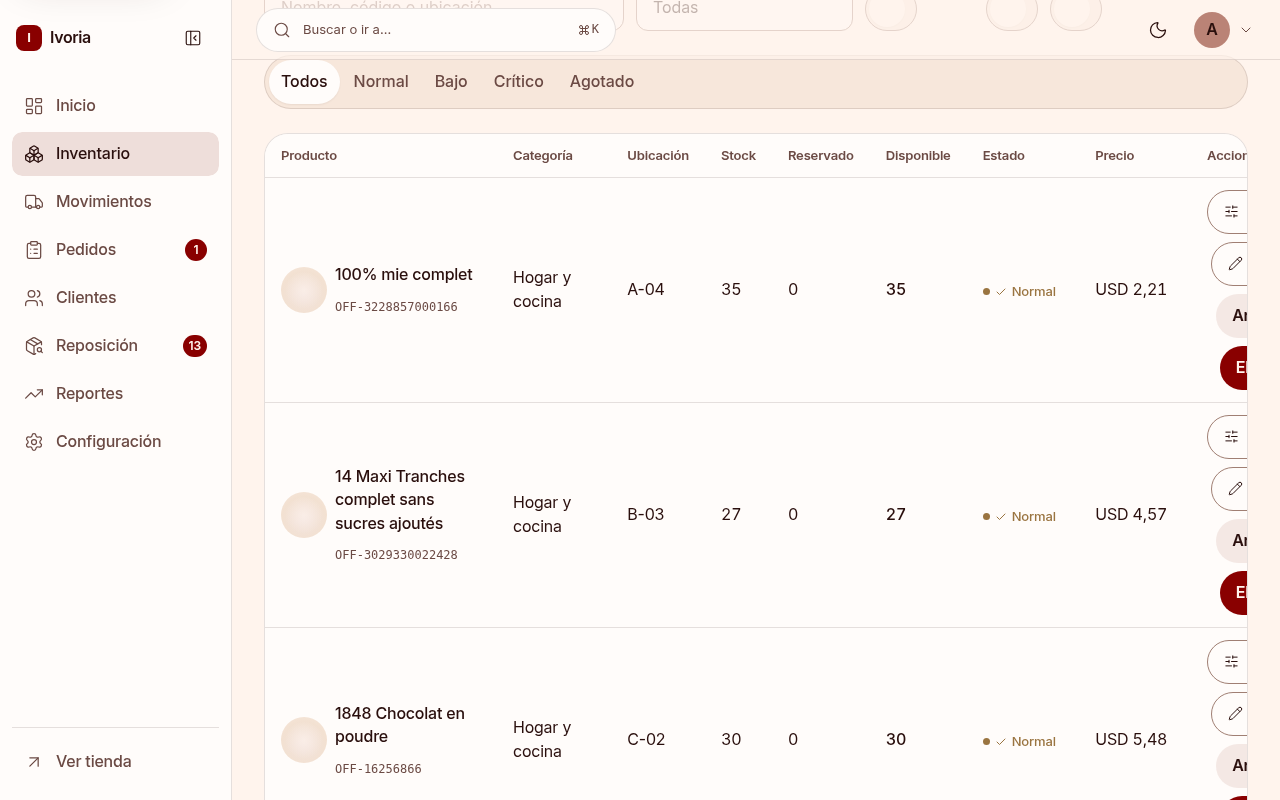 Nombre, código o ubicación
Todas
I Ivoria
Buscar o ir a...
⌘K
A
Inicio
Inventario
Movimientos
Pedidos 1
Clientes
Reposición 13
Reportes
Configuración
Ver tienda
Todos Normal Bajo Crítico Agotado
Producto Categoría Ubicación Stock Reservado Disponible Estado Precio
100% mie complet
OFF-3228857000166
Hogar y
cocina
A-04 35 0 35 Normal USD 2,21
14 Maxi Tranches
complet sans
sucres ajoutés
OFF-3029330022428
Hogar y
cocina
B-03 27 0 27 Normal USD 4,57
1848 Chocolat en
poudre
OFF-16256866
Hogar y
cocina
C-02 30 0 30 Normal USD 5,48